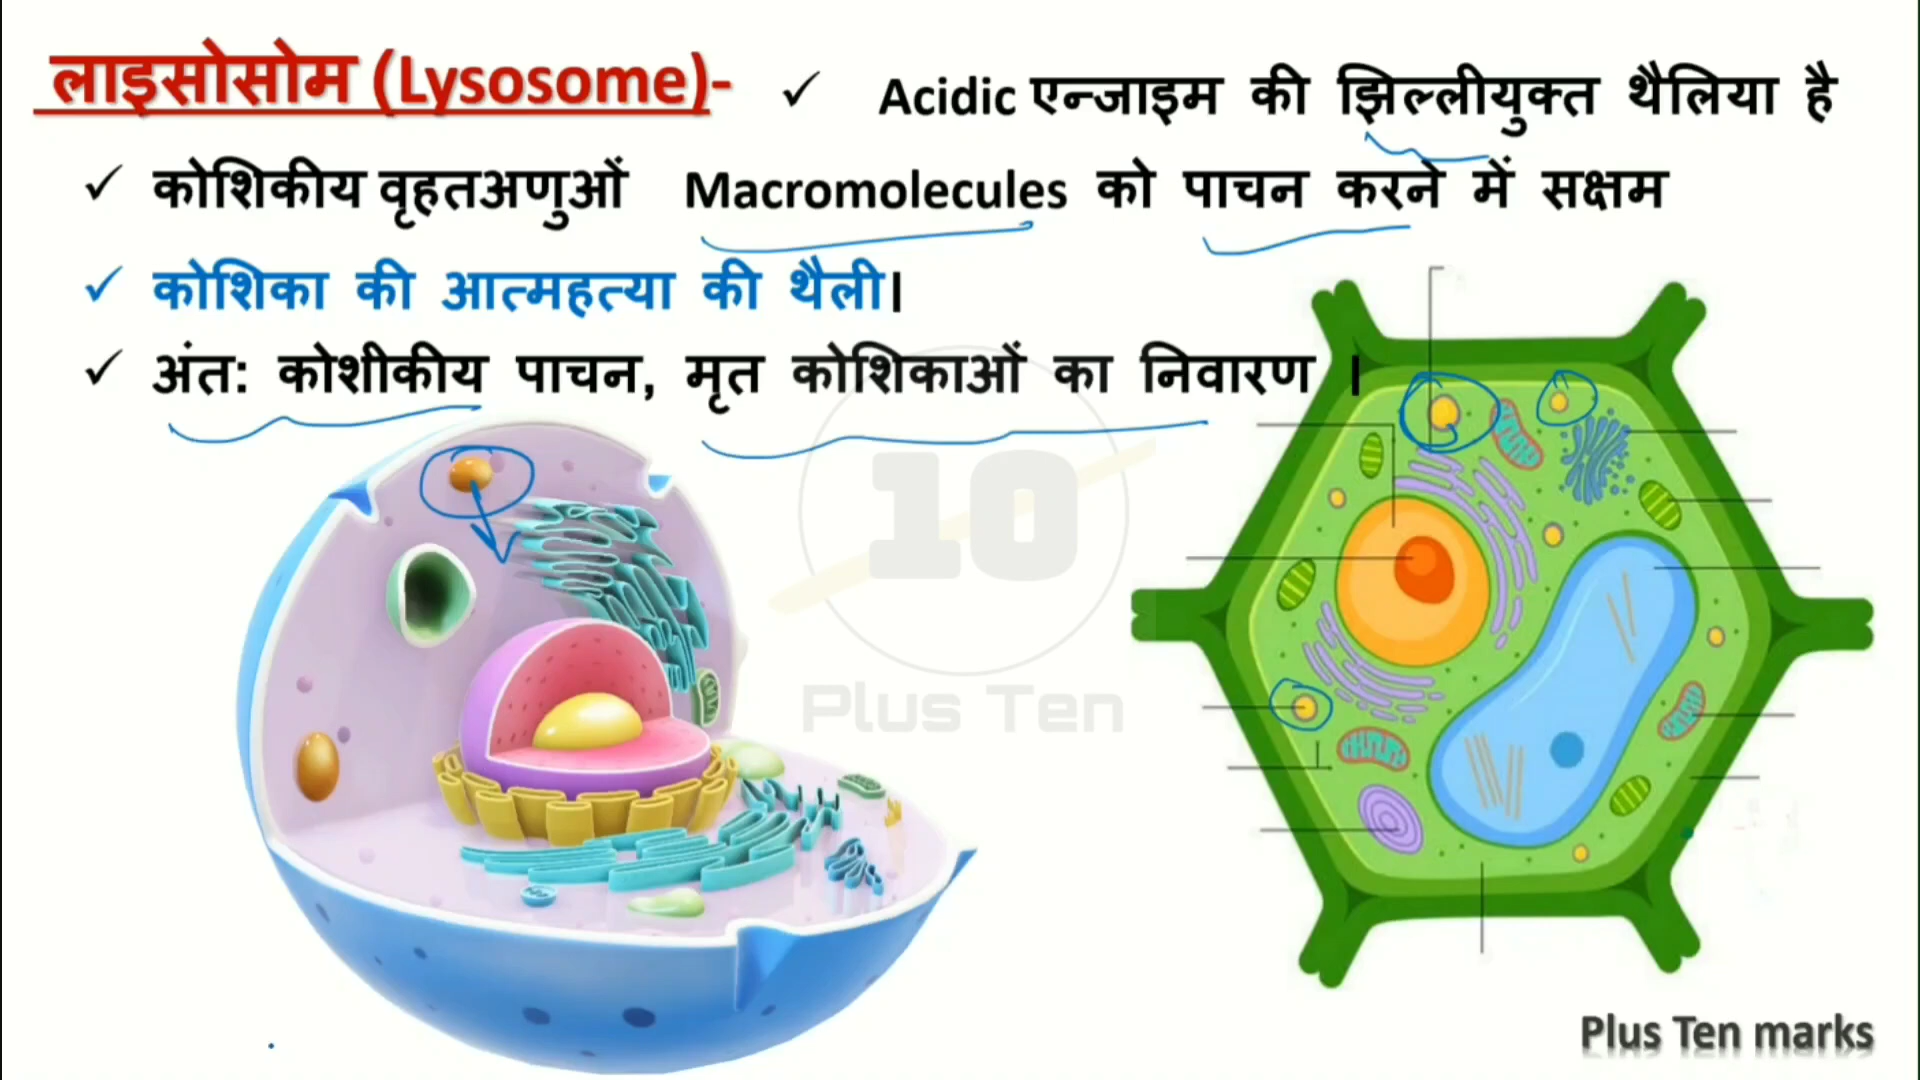 लाइसोसोम (Lysosome)-
✓ Acidic एन्जाइम की झिल्लीयुक्त थैलिया है
✓ कोशिकीय वृहतअणुओं Macromolecules को पाचन करने में सक्षम
✓ कोशिका की आत्महत्या की थैली।
✓ अंत: कोशीकीय पाचन, मृत कोशिकाओं का निवारण ।
10
Plus Ten
Plus Ten marks